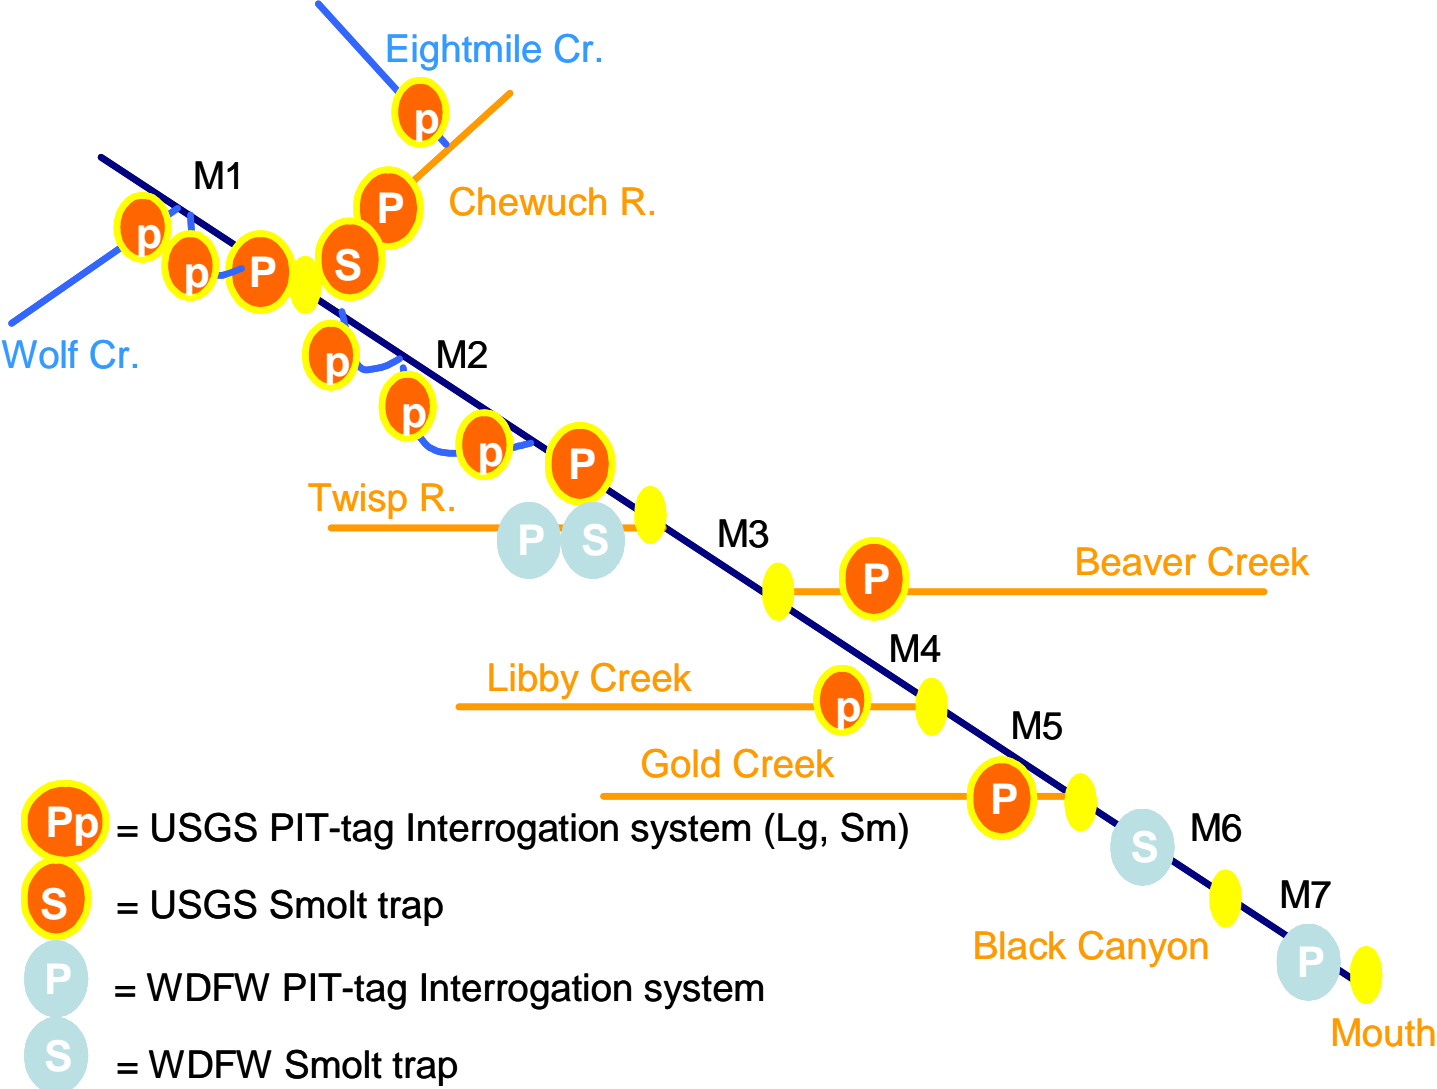 Eightmile Cr.
p
M1
P
Chewuch R.
p
p
P
S
Wolf Cr.
p
M2
p
p
P
Twisp R.
P
S
M3
P
Beaver Creek
M4
Libby Creek
p
M5
Gold Creek
P
S
M6
M7
Black Canyon
P
Mouth
Pp = USGS PIT-tag Interrogation system (Lg, Sm)
S = USGS Smolt trap
P = WDFW PIT-tag Interrogation system
S = WDFW Smolt trap